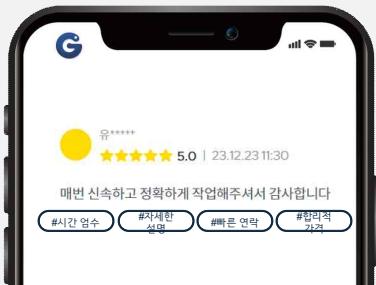 G
유*****
5.0 | 23.12.23 11:30
매번 신속하고 정확하게 작업해주셔서 감사합니다
#시간 엄수
#자세한
설명
#빠른 연락
#합리적
가격